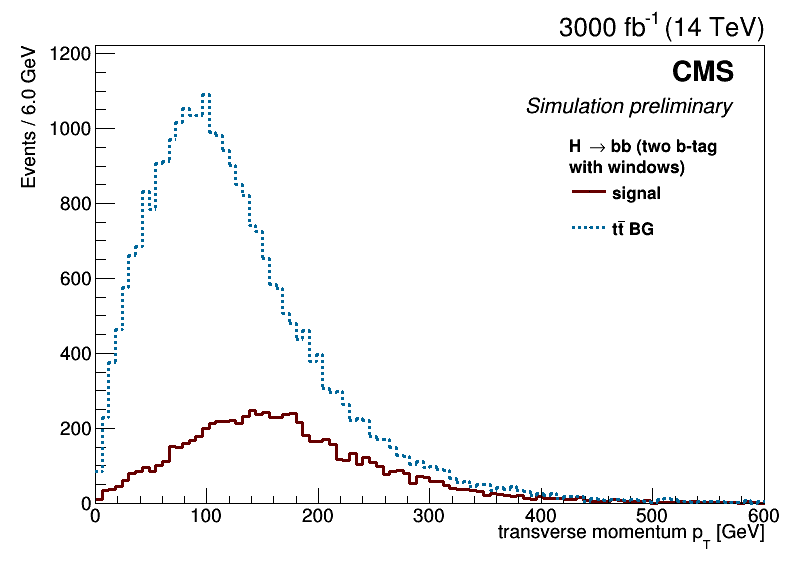 3000 fb-1 (14 TeV)
CMS
Simulation preliminary
H → bb (two b-tag
with windows)
signal
tt̄ BG
Events / 6.0 GeV
1200
1000
800
600
400
200
0
0 100 200 300 400 500 600
transverse momentum pT [GeV]